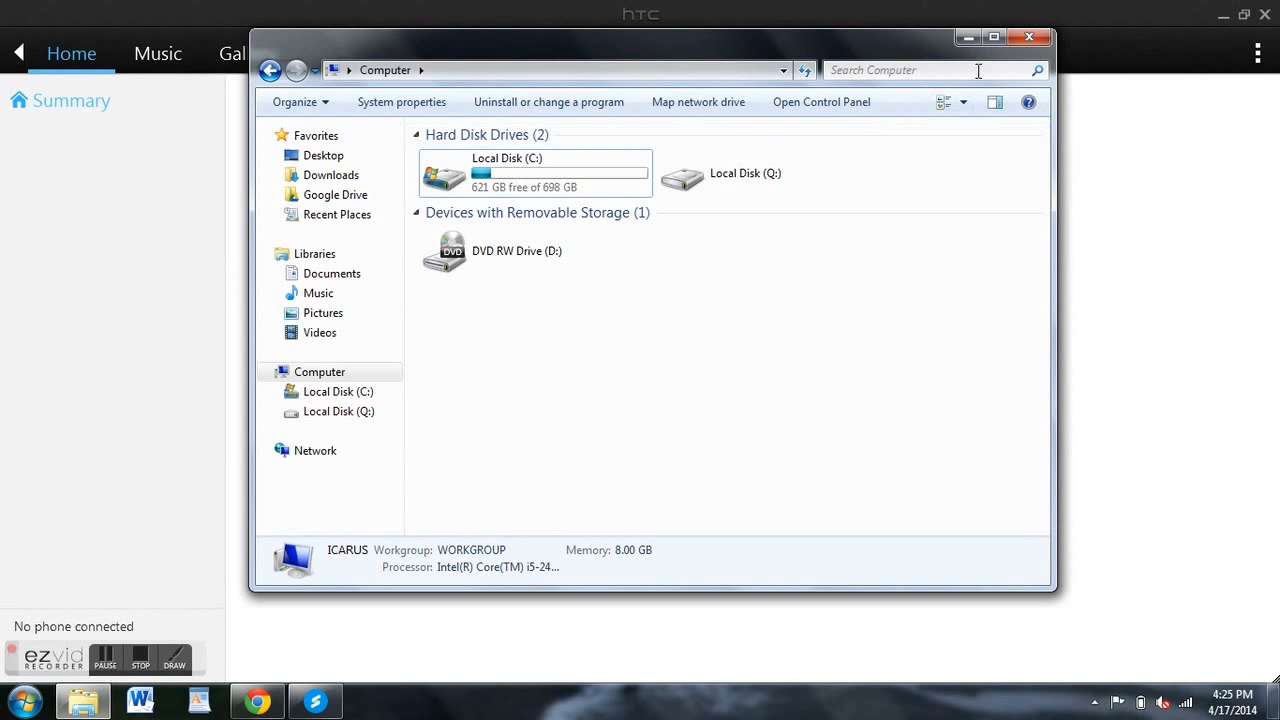 htc
Home Music Gal
Summary
Computer
Search Computer
Organize System properties Uninstall or change a program Map network drive Open Control Panel
Favorites
Desktop
Downloads
Google Drive
Recent Places
Libraries
Documents
Music
Pictures
Videos
Computer
Local Disk (C:)
Local Disk (Q:)
Network
Hard Disk Drives (2)
Local Disk (C:)
621 GB free of 698 GB
Local Disk (Q:)
Devices with Removable Storage (1)
DVD
DVD RW Drive (D:)
ICARUS Workgroup: WORKGROUP Memory: 8.00 GB
Processor: Intel(R) Core(TM) i5-24...
No phone connected
ezvid
RECORDER
PAUSE STOP DRAW
4:25 PM
4/17/2014